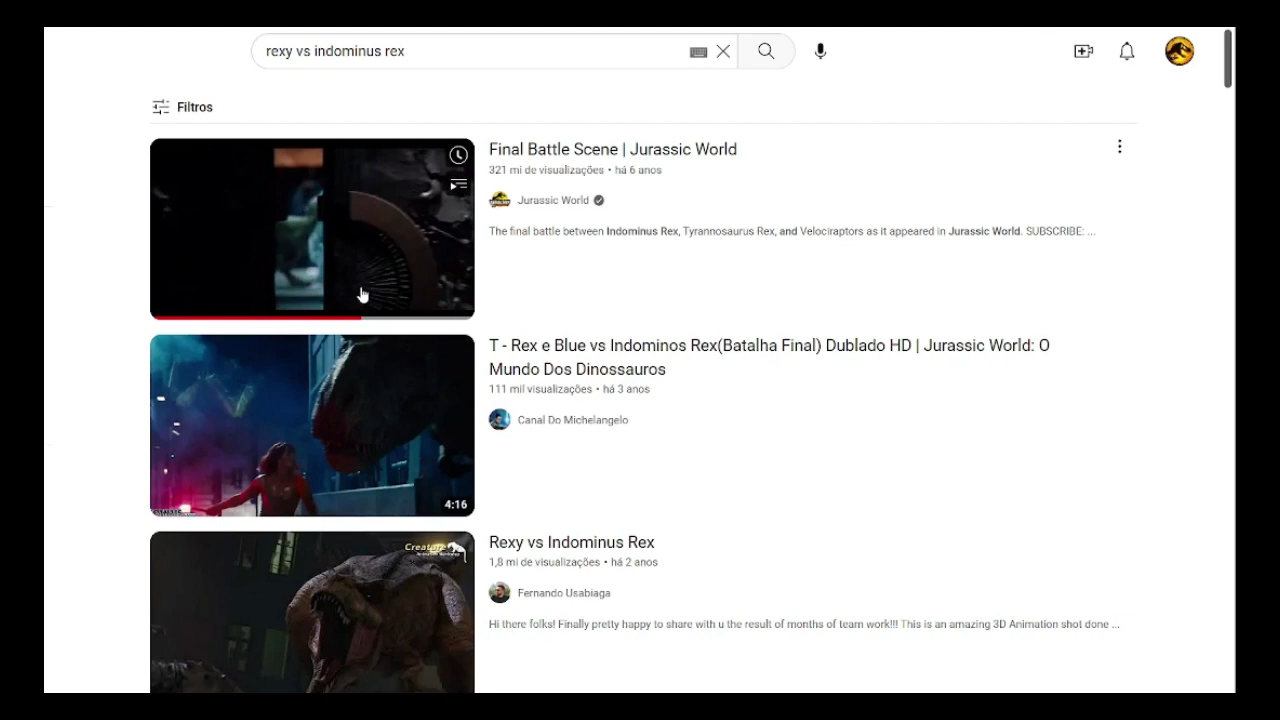 rexy vs indominus rex
Filtros
Final Battle Scene | Jurassic World
321 mi de visualizações • há 6 anos
Jurassic World
The final battle between Indominus Rex, Tyrannosaurus Rex, and Velociraptors as it appeared in Jurassic World. SUBSCRIBE: ...
T - Rex e Blue vs Indominos Rex(Batalha Final) Dublado HD | Jurassic World: O
Mundo Dos Dinossauros
111 mil visualizações • há 3 anos
Canal Do Michelangelo
4:16
Creature
Rexy vs Indominus Rex
1,8 mi de visualizações • há 2 anos
Fernando Usabiaga
Hi there folks! Finally pretty happy to share with u the result of months of team work!!! This is an amazing 3D Animation shot done ...